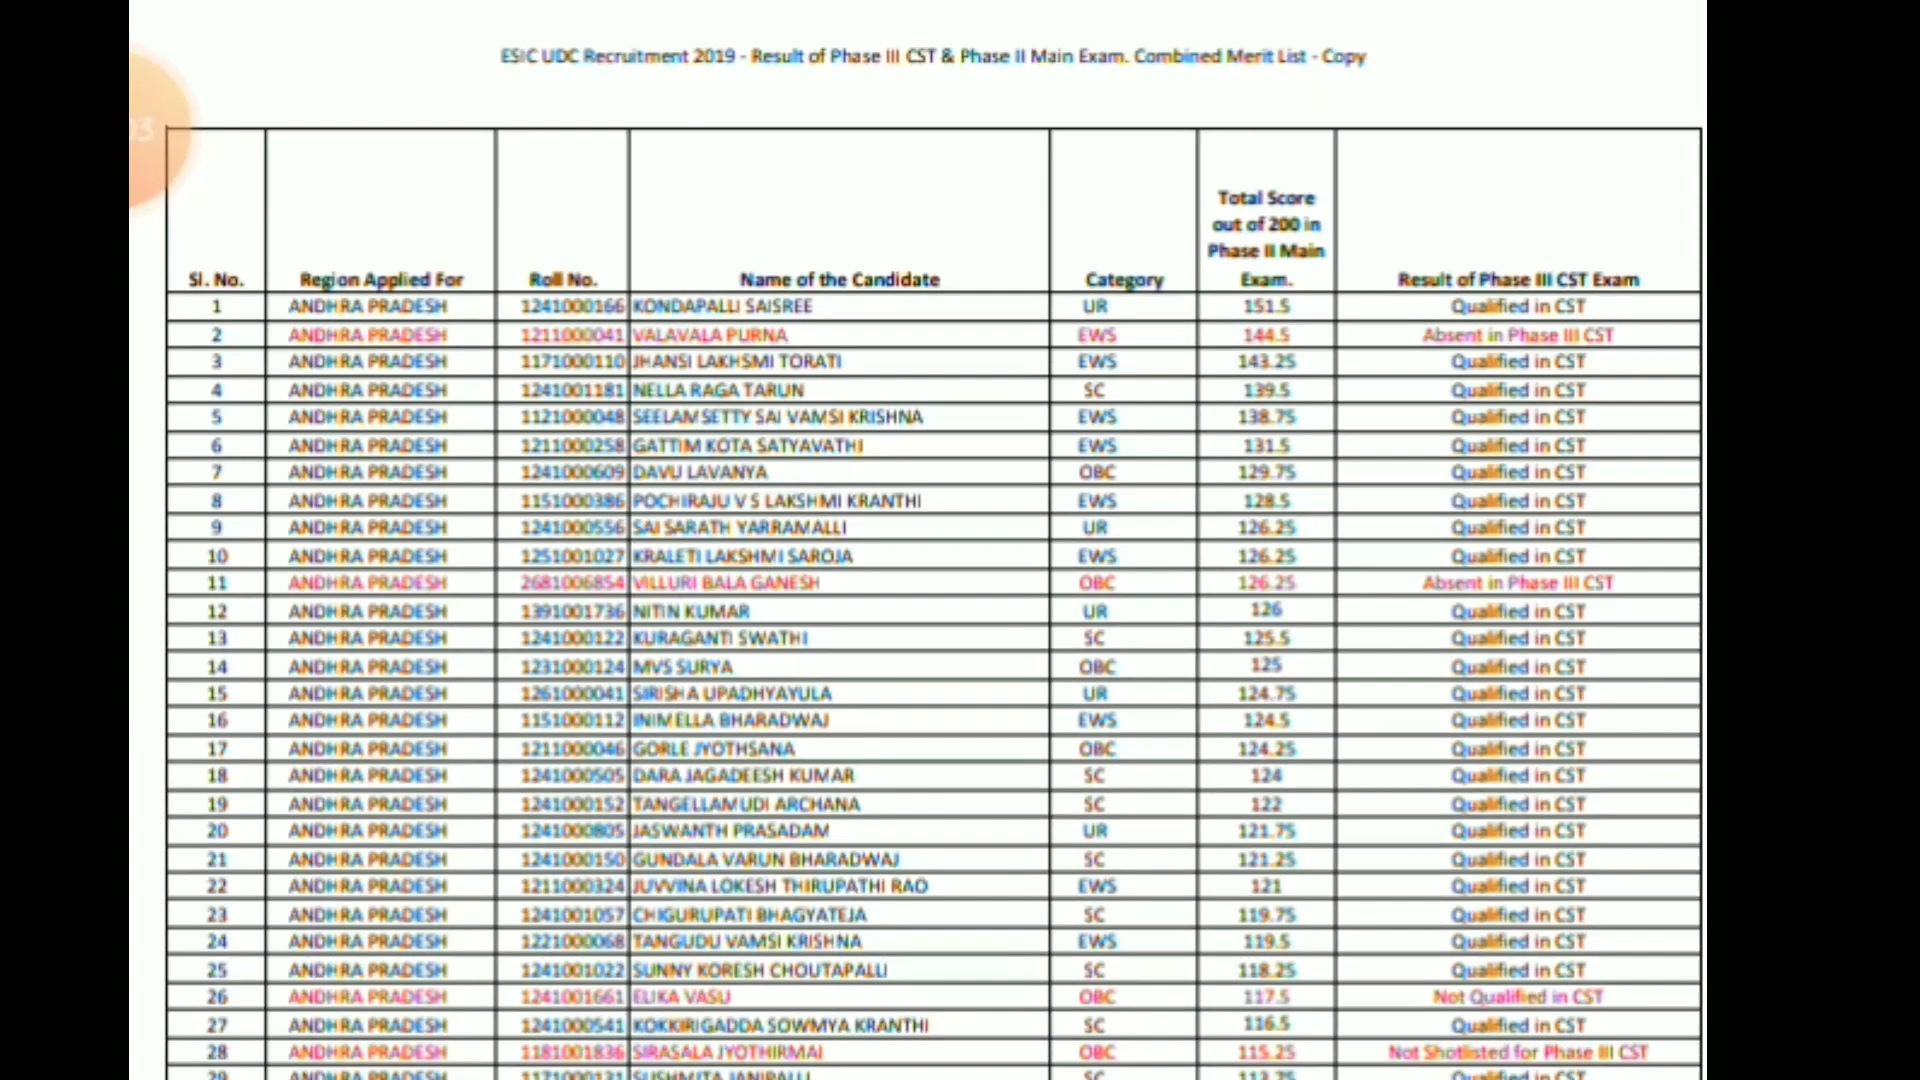 ESIC UDC Recruitment 2019 - Result of Phase III CST & Phase II Main Exam. Combined Merit List - Copy
03
Sl. No. Region Applied For Roll No. Name of the Candidate Category Total Score out of 200 in Phase II Main Exam. Result of Phase III CST Exam
1 ANDHRA PRADESH 1241000166 KONDAPALLI SAISREE UR 151.5 Qualified in CST
2 ANDHRA PRADESH 1211000041 VALAVALA PURNA EWS 144.5 Absent in Phase III CST
3 ANDHRA PRADESH 1171000110 JHANSI LAKHSMI TORATI EWS 143.25 Qualified in CST
4 ANDHRA PRADESH 1241001181 NELLA RAGA TARUN SC 139.5 Qualified in CST
5 ANDHRA PRADESH 1121000048 SEELAMSETTY SAI VAMSI KRISHNA EWS 138.75 Qualified in CST
6 ANDHRA PRADESH 1211000258 GATTIM KOTA SATYAVATHI EWS 131.5 Qualified in CST
7 ANDHRA PRADESH 1241000609 DAVU LAVANYA OBC 129.75 Qualified in CST
8 ANDHRA PRADESH 1151000386 POCHIRAJU V S LAKSHMI KRANTHI EWS 128.5 Qualified in CST
9 ANDHRA PRADESH 1241000556 SAI SARATH YARRAMALLI UR 126.25 Qualified in CST
10 ANDHRA PRADESH 1251001027 KRALETI LAKSHMI SAROJA EWS 126.25 Qualified in CST
11 ANDHRA PRADESH 2681006854 VILLURI BALA GANESH OBC 126.25 Absent in Phase III CST
12 ANDHRA PRADESH 1391001736 NITIN KUMAR UR 126 Qualified in CST
13 ANDHRA PRADESH 1241000122 KURAGANTI SWATHI SC 125.5 Qualified in CST
14 ANDHRA PRADESH 1231000124 MVS SURYA OBC 125 Qualified in CST
15 ANDHRA PRADESH 1261000041 SIRISHA UPADHYAYULA UR 124.75 Qualified in CST
16 ANDHRA PRADESH 1151000112 INIMELLA BHARADWAJ EWS 124.5 Qualified in CST
17 ANDHRA PRADESH 1211000046 GORLE JYOTHSANA OBC 124.25 Qualified in CST
18 ANDHRA PRADESH 1241000505 DARA JAGADEESH KUMAR SC 124 Qualified in CST
19 ANDHRA PRADESH 1241000152 TANGELLAMUDI ARCHANA SC 122 Qualified in CST
20 ANDHRA PRADESH 1241000805 JASWANTH PRASADAM UR 121.75 Qualified in CST
21 ANDHRA PRADESH 1241000150 GUNDALA VARUN BHARADWAJ SC 121.25 Qualified in CST
22 ANDHRA PRADESH 1211000324 JUVVINA LOKESH THIRUPATHI RAO EWS 121 Qualified in CST
23 ANDHRA PRADESH 1241001057 CHIGURUPATI BHAGYATEJA SC 119.75 Qualified in CST
24 ANDHRA PRADESH 1221000068 TANGUDU VAMSI KRISHNA EWS 119.5 Qualified in CST
25 ANDHRA PRADESH 1241001022 SUNNY KORESH CHOUTAPALLI SC 118.25 Qualified in CST
26 ANDHRA PRADESH 1241001661 ELIKA VASU OBC 117.5 Not Qualified in CST
27 ANDHRA PRADESH 1241000541 KOKKIRIGADDA SOWMYA KRANTHI SC 116.5 Qualified in CST
28 ANDHRA PRADESH 1181001836 SIRASALA JYOTHIRMAI OBC 115.25 Not Shotlisted for Phase III CST
29 ANDHRA PRADESH 1171000131 SUSHMITA JANIPALLI SC 113.75 Qualified in CST